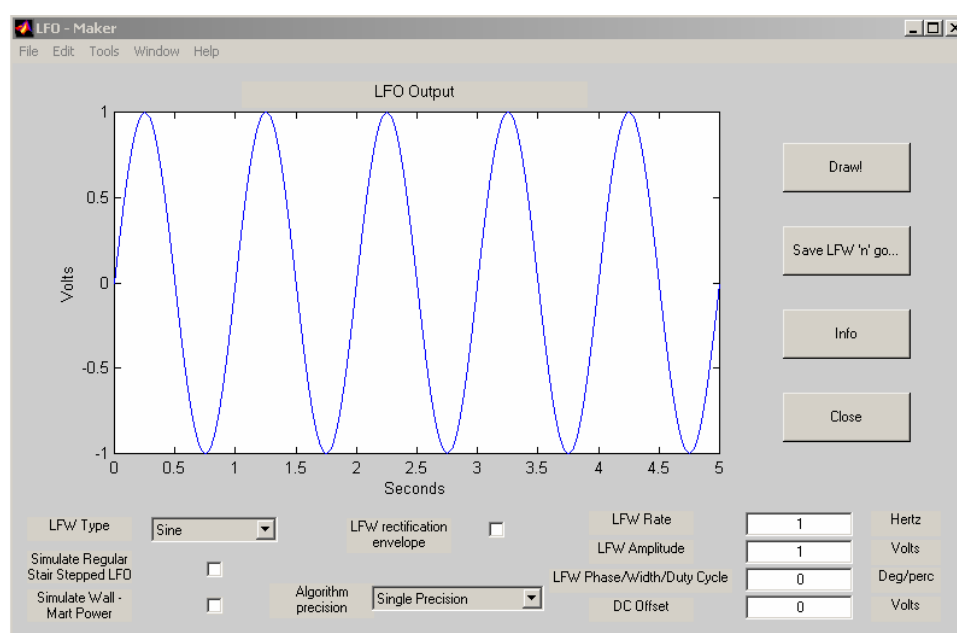 LFO - Maker
File Edit Tools Window Help
LFO Output
Volts
1
0.5
0
-0.5
-1
0 0.5 1 1.5 2 2.5 3 3.5 4 4.5 5
Seconds
Draw!
Save LFW 'n' go...
Info
Close
LFW Type
Sine
Simulate Regular
Stair Stepped LFO
Simulate Wall -
Mart Power
LFW rectification
envelope
Algorithm
precision
Single Precision
LFW Rate 1 Hertz
LFW Amplitude 1 Volts
LFW Phase/Width/Duty Cycle 0 Deg/perc
DC Offset 0 Volts